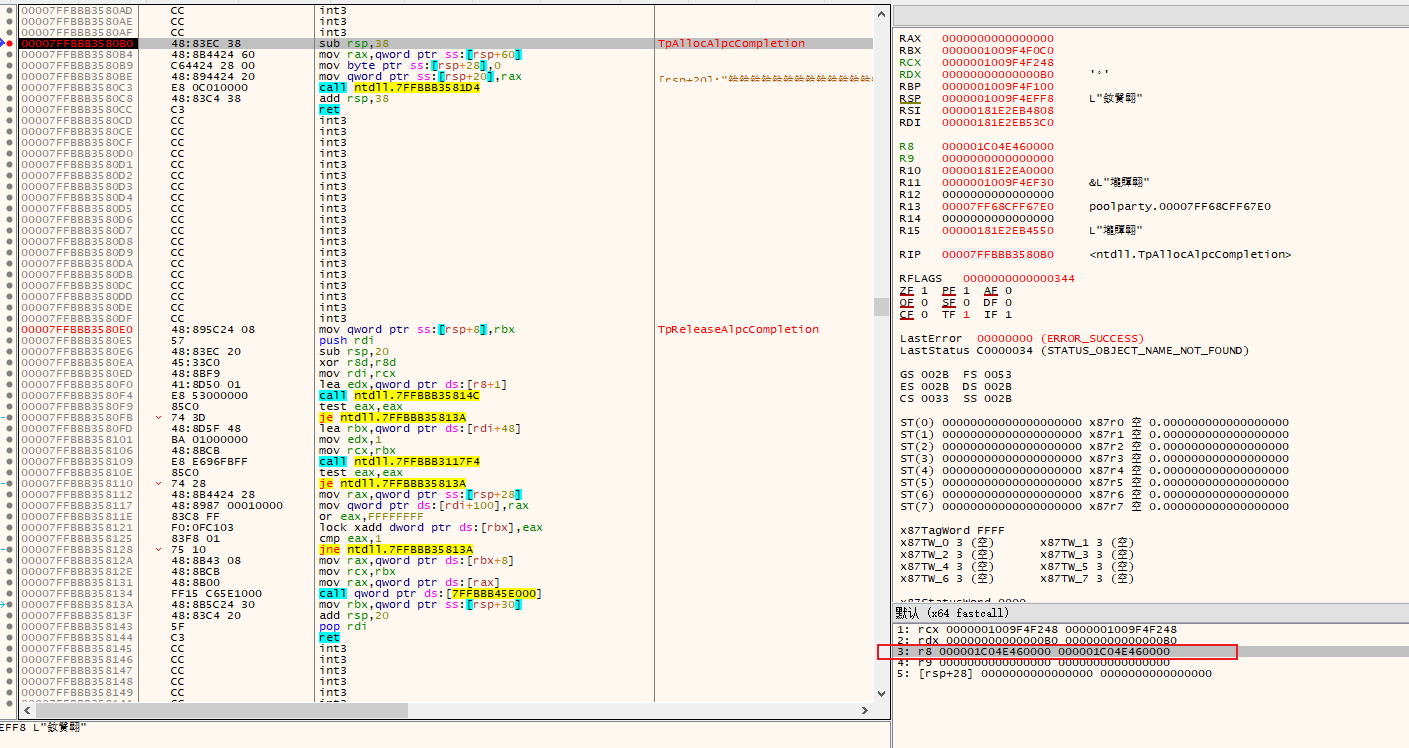 00007FFBBB3580AD CC int3
00007FFBBB3580AE CC int3
00007FFBBB3580AF CC int3
00007FFBBB3580B0 48:83EC 38 sub rsp,38 TpAllocAlpcCompletion
00007FFBBB3580B4 48:8B4424 60 mov rax,qword ptr ss:[rsp+60]
00007FFBBB3580B9 C64424 28 00 mov byte ptr ss:[rsp+28],0
00007FFBBB3580BE 48:894424 20 mov qword ptr ss:[rsp+20],rax [rsp+20]:"
00007FFBBB3580C3 E8 0C010000 call ntdll.7FFBBB3581D4
00007FFBBB3580C8 48:83C4 38 add rsp,38
00007FFBBB3580CC C3 ret
00007FFBBB3580CD CC int3
00007FFBBB3580CE CC int3
00007FFBBB3580CF CC int3
00007FFBBB3580D0 CC int3
00007FFBBB3580D1 CC int3
00007FFBBB3580D2 CC int3
00007FFBBB3580D3 CC int3
00007FFBBB3580D4 CC int3
00007FFBBB3580D5 CC int3
00007FFBBB3580D6 CC int3
00007FFBBB3580D7 CC int3
00007FFBBB3580D8 CC int3
00007FFBBB3580D9 CC int3
00007FFBBB3580DA CC int3
00007FFBBB3580DB CC int3
00007FFBBB3580DC CC int3
00007FFBBB3580DD CC int3
00007FFBBB3580DE CC int3
00007FFBBB3580DF CC int3
00007FFBBB3580E0 48:895C24 08 mov qword ptr ss:[rsp+8],rbx TpReleaseAlpcCompletion
00007FFBBB3580E5 57 push rdi
00007FFBBB3580E6 48:83EC 20 sub rsp,20
00007FFBBB3580EA 45:33C0 xor r8d,r8d
00007FFBBB3580ED 48:8BF9 mov rdi,rcx
00007FFBBB3580F0 41:8D50 01 lea edx,qword ptr ds:[r8+1]
00007FFBBB3580F4 E8 53000000 call ntdll.7FFBBB35814C
00007FFBBB3580F9 85C0 test eax,eax
00007FFBBB3580FB 74 3D je ntdll.7FFBBB35813A
00007FFBBB3580FD 48:8D5F 48 lea rbx,qword ptr ds:[rdi+48]
00007FFBBB358101 BA 01000000 mov edx,1
00007FFBBB358106 48:8BCB mov rcx,rbx
00007FFBBB358109 E8 E696FBFF call ntdll.7FFBBB3117F4
00007FFBBB35810E 85C0 test eax,eax
00007FFBBB358110 74 28 je ntdll.7FFBBB35813A
00007FFBBB358112 48:8B4424 28 mov rax,qword ptr ss:[rsp+28]
00007FFBBB358117 48:8987 00010000 mov qword ptr ds:[rdi+100],rax
00007FFBBB35811E 83C8 FF or eax,FFFFFFFF
00007FFBBB358121 F0:0FC103 lock xadd dword ptr ds:[rbx],eax
00007FFBBB358125 83F8 01 cmp eax,1
00007FFBBB358128 75 10 jne ntdll.7FFBBB35813A
00007FFBBB35812A 48:8B43 08 mov rax,qword ptr ds:[rbx+8]
00007FFBBB35812E 48:8BCB mov rcx,rbx
00007FFBBB358131 48:8B00 mov rax,qword ptr ds:[rax]
00007FFBBB358134 FF15 C65E1000 call qword ptr ds:[7FFBBB45E000]
00007FFBBB35813A 48:8B5C24 30 mov rbx,qword ptr ss:[rsp+30]
00007FFBBB35813F 48:83C4 20 add rsp,20
00007FFBBB358143 5F pop rdi
00007FFBBB358144 C3 ret
00007FFBBB358145 CC int3
00007FFBBB358146 CC int3
00007FFBBB358147 CC int3
00007FFBBB358148 CC int3
00007FFBBB358149 CC int3
EFF8 L"
RAX 0000000000000000
RBX 0000001009F4F0C0
RCX 0000001009F4F248
RDX 00000000000000B0 '°'
RBP 0000001009F4F100
RSP 0000001009F4EFF8 L"
RSI 00000181E2EB4808
RDI 00000181E2EB53C0
R8 000001C04E460000
R9 0000000000000000
R10 00000181E2EA0000
R11 0000001009F4EF30 &L"
R12 0000000000000000
R13 00007FF68CFF67E0 poolparty.00007FF68CFF67E0
R14 0000000000000000
R15 00000181E2EB4550 L"
RIP 00007FFBBB3580B0 <ntdll.TpAllocAlpcCompletion>
RFLAGS 0000000000000344
ZF 1 PF 1 AF 0
OF 0 SF 0 DF 0
CF 0 TF 1 IF 1
LastError 00000000 (ERROR_SUCCESS)
LastStatus C0000034 (STATUS_OBJECT_NAME_NOT_FOUND)
GS 002B FS 0053
ES 002B DS 002B
CS 0033 SS 002B
ST(0) 00000000000000000000 x87r0 空 0.000000000000000000
ST(1) 00000000000000000000 x87r1 空 0.000000000000000000
ST(2) 00000000000000000000 x87r2 空 0.000000000000000000
ST(3) 00000000000000000000 x87r3 空 0.000000000000000000
ST(4) 00000000000000000000 x87r4 空 0.000000000000000000
ST(5) 00000000000000000000 x87r5 空 0.000000000000000000
ST(6) 00000000000000000000 x87r6 空 0.000000000000000000
ST(7) 00000000000000000000 x87r7 空 0.000000000000000000
x87TagWord FFFF
x87TW_0 3 (空) x87TW_1 3 (空)
x87TW_2 3 (空) x87TW_3 3 (空)
x87TW_4 3 (空) x87TW_5 3 (空)
x87TW_6 3 (空) x87TW_7 3 (空)
默认 (x64 fastcall)
1: rcx 0000001009F4F248 0000001009F4F248
2: rdx 00000000000000B0 00000000000000B0
3: r8 000001C04E460000 000001C04E460000
4: r9 0000000000000000 0000000000000000
5: [rsp+28] 0000000000000000 0000000000000000